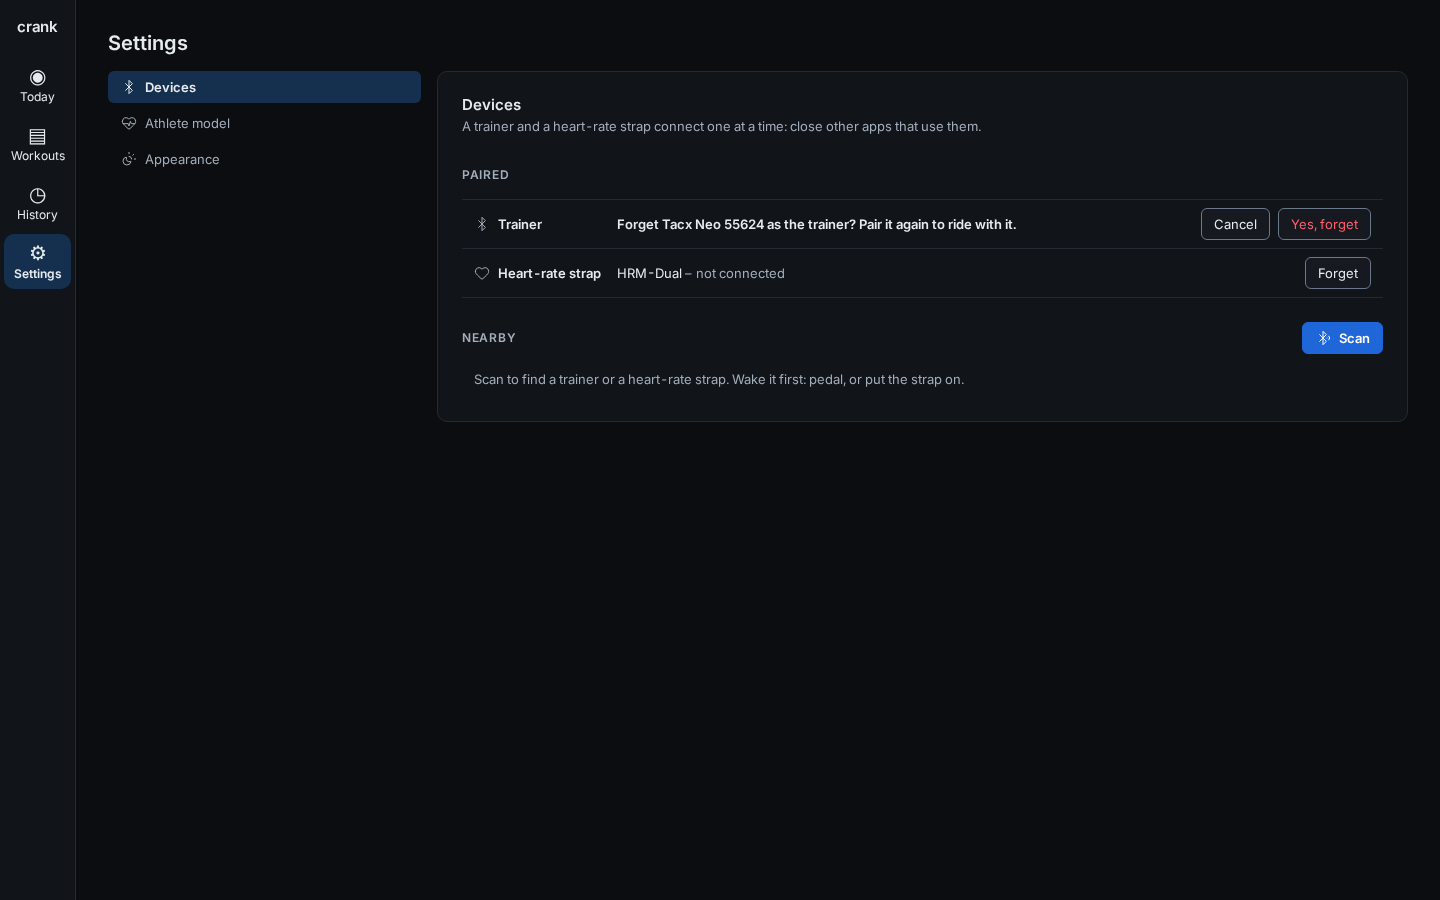 crank
Today
Workouts
History
Settings
Settings
Devices
Athlete model
Appearance
Devices
A trainer and a heart-rate strap connect one at a time: close other apps that use them.
PAIRED
Trainer Forget Tacx Neo 55624 as the trainer? Pair it again to ride with it. Cancel Yes, forget
Heart-rate strap HRM-Dual – not connected Forget
NEARBY Scan
Scan to find a trainer or a heart-rate strap. Wake it first: pedal, or put the strap on.